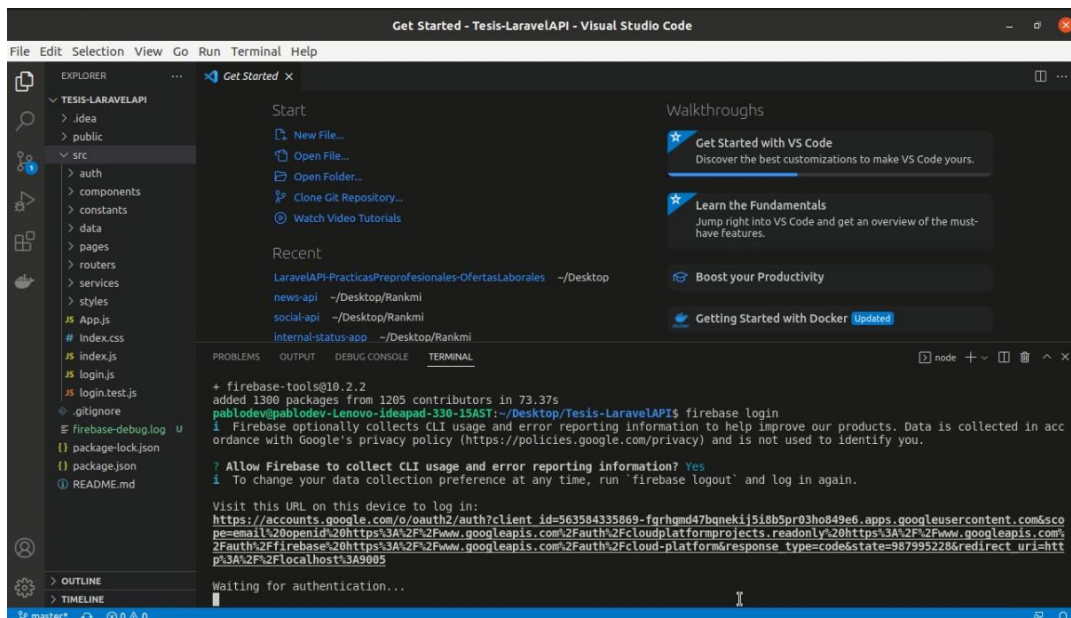 Get Started - Tesis-LaravelAPI - Visual Studio Code
File Edit Selection View Go Run Terminal Help
EXPLORER
TESIS-LARAVELAPI
.idea
public
src
auth
components
constants
data
pages
routers
services
styles
JS App.js
# Index.css
JS index.js
JS login.js
JS login.test.js
.gitignore
firebase-debug.log U
{} package-lock.json
{} package.json
README.md
OUTLINE
TIMELINE
Get Started
Start
New File...
Open File...
Open Folder...
Clone Git Repository...
Watch Video Tutorials
Recent
LaravelAPI-PracticasPreprofesionales-OfertasLaborales ~/Desktop
news-api ~/Desktop/Rankmi
social-api ~/Desktop/Rankmi
internal-status-app ~/Desktop/Rankmi
Walkthroughs
Get Started with VS Code
Discover the best customizations to make VS Code yours.
Learn the Fundamentals
Jump right into VS Code and get an overview of the must-
have features.
Boost your Productivity
Getting Started with Docker Updated
PROBLEMS OUTPUT DEBUG CONSOLE TERMINAL node
+ firebase-tools@10.2.2
added 1300 packages from 1205 contributors in 73.37s
pablodev@pablodev-Lenovo-ideapad-330-15AST:~/Desktop/Tesis-LaravelAPI$ firebase login
i Firebase optionally collects CLI usage and error reporting information to help improve our products. Data is collected in acc
ordance with Google's privacy policy (https://policies.google.com/privacy) and is not used to identify you.
? Allow Firebase to collect CLI usage and error reporting information? Yes
i To change your data collection preference at any time, run `firebase logout` and log in again.
Visit this URL on this device to log in:
https://accounts.google.com/o/oauth2/auth?client_id=563584335869-fgrhgmd47bqnekij5i8b5pr03ho849e6.apps.googleusercontent.com&sco
pe=email%20openid%20https%3A%2F%2Fwww.googleapis.com%2Fauth%2Fcloudplatformprojects.readonly%20https%3A%2F%2Fwww.googleapis.com%
2Fauth%2Ffirebase%20https%3A%2F%2Fwww.googleapis.com%2Fauth%2Fcloud-platform&response_type=code&state=987995228&redirect_uri=htt
p%3A%2F%2Flocalhost%3A9005
Waiting for authentication...
master* 0 0